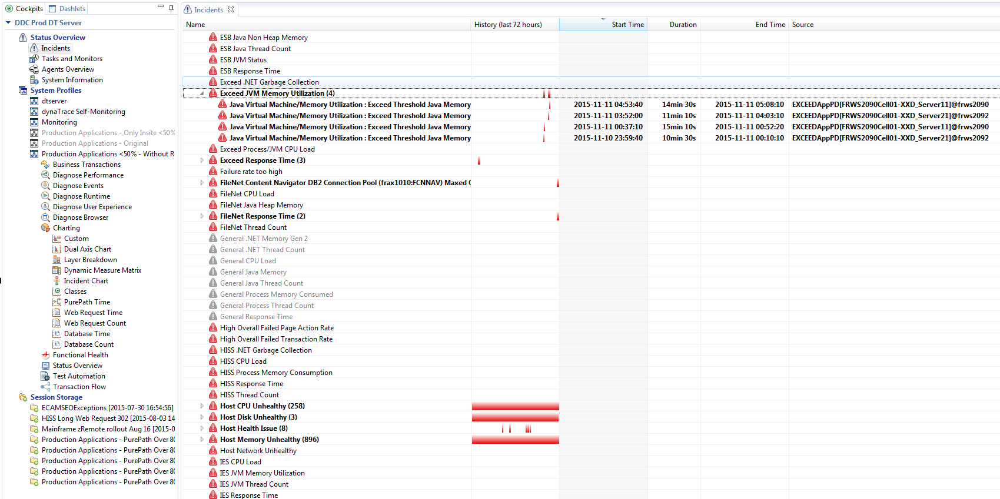 Cockpits Dashlets
DDC Prod DT Server
Status Overview
Incidents
Tasks and Monitors
Agents Overview
System Information
System Profiles
dtserver
dynaTrace Self-Monitoring
Monitoring
Production Applications - Only Insite <50%
Production Applications - Original
Production Applications <50% - Without R
Business Transactions
Diagnose Performance
Diagnose Events
Diagnose Runtime
Diagnose User Experience
Diagnose Browser
Charting
Custom
Dual Axis Chart
Layer Breakdown
Dynamic Measure Matrix
Incident Chart
Classes
PurePath Time
Web Request Time
Web Request Count
Database Time
Database Count
Functional Health
Status Overview
Test Automation
Transaction Flow
Session Storage
ECAMSEOExceptions [2015-07-30 16:54:56]
HISS Long Web Request 302 [2015-08-03 14
Mainframe zRemote rollout Aug 16 [2015-0
Production Applications - PurePath Over 80
Production Applications - PurePath Over 80
Production Applications - PurePath Over 80
Production Applications - PurePath Over 80
Production Applications - PurePath Over 80
Incidents
Name History (last 72 hours) Start Time Duration End Time Source
ESB Java Non Heap Memory
ESB Java Thread Count
ESB JVM Status
ESB Response Time
Exceed .NET Garbage Collection
Exceed JVM Memory Utilization (4)
Java Virtual Machine/Memory Utilization : Exceed Threshold Java Memory 2015-11-11 04:53:40 14min 30s 2015-11-11 05:08:10 EXCEEDAppPD[FRWS2090Cell01-XXD_Server11]@frws2090
Java Virtual Machine/Memory Utilization : Exceed Threshold Java Memory 2015-11-11 03:52:00 11min 10s 2015-11-11 04:03:10 EXCEEDAppPD[FRWS2090Cell01-XXD_Server21]@frws2092
Java Virtual Machine/Memory Utilization : Exceed Threshold Java Memory 2015-11-11 00:37:10 15min 10s 2015-11-11 00:52:20 EXCEEDAppPD[FRWS2090Cell01-XXD_Server11]@frws2090
Java Virtual Machine/Memory Utilization : Exceed Threshold Java Memory 2015-11-10 23:59:40 10min 30s 2015-11-11 00:10:10 EXCEEDAppPD[FRWS2090Cell01-XXD_Server21]@frws2092
Exceed Process/JVM CPU Load
Exceed Response Time (3)
Failure rate too high
FileNet Content Navigator DB2 Connection Pool (frax1010:FCNNAV) Maxed
FileNet CPU Load
FileNet Java Heap Memory
FileNet Response Time (2)
FileNet Thread Count
General .NET Memory Gen 2
General .NET Thread Count
General CPU Load
General Java Memory
General Java Thread Count
General Process Memory Consumed
General Process Thread Count
General Response Time
High Overall Failed Page Action Rate
High Overall Failed Transaction Rate
HISS .NET Garbage Collection
HISS CPU Load
HISS Process Memory Consumption
HISS Response Time
HISS Thread Count
Host CPU Unhealthy (258)
Host Disk Unhealthy (3)
Host Health Issue (8)
Host Memory Unhealthy (896)
Host Network Unhealthy
IES CPU Load
IES JVM Memory Utilization
IES JVM Thread Count
IES Response Time